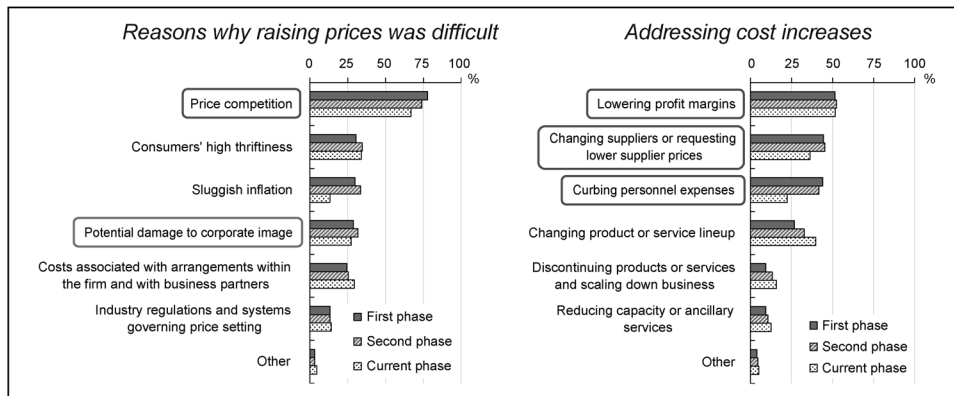 Reasons why raising prices was difficult
0 25 50 75 100
%
Price competition
Consumers' high thriftiness
Sluggish inflation
Potential damage to corporate image
Costs associated with arrangements within
the firm and with business partners
Industry regulations and systems
governing price setting
Other
First phase
Second phase
Current phase
Addressing cost increases
0 25 50 75 100
%
Lowering profit margins
Changing suppliers or requesting
lower supplier prices
Curbing personnel expenses
Changing product or service lineup
Discontinuing products or services
and scaling down business
Reducing capacity or ancillary
services
Other
First phase
Second phase
Current phase